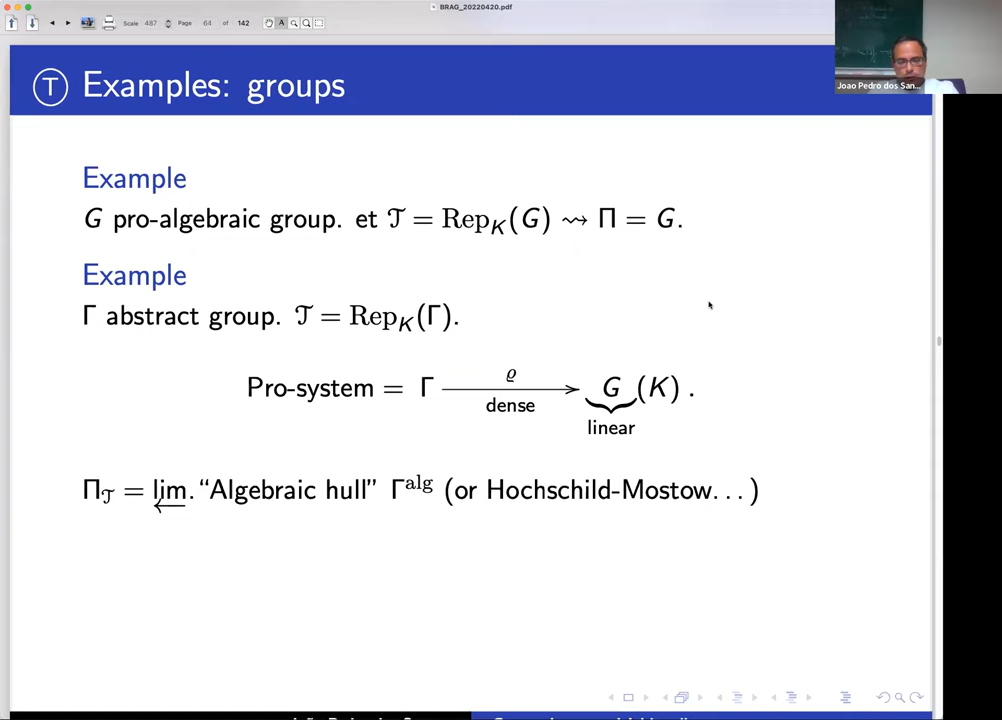 BRAG_20220420.pdf
Scale 487 Page 64 of 142
Joao Pedro dos San...
T Examples: groups
Example
G pro-algebraic group. et 𝒯 = Rep_K(G) ⇝ Π = G.
Example
Γ abstract group. 𝒯 = Rep_K(Γ).
Pro-system = Γ ϱ dense → G (K) .
linear
Π_𝒯 = lim. "Algebraic hull" Γ^alg (or Hochschild-Mostow...)